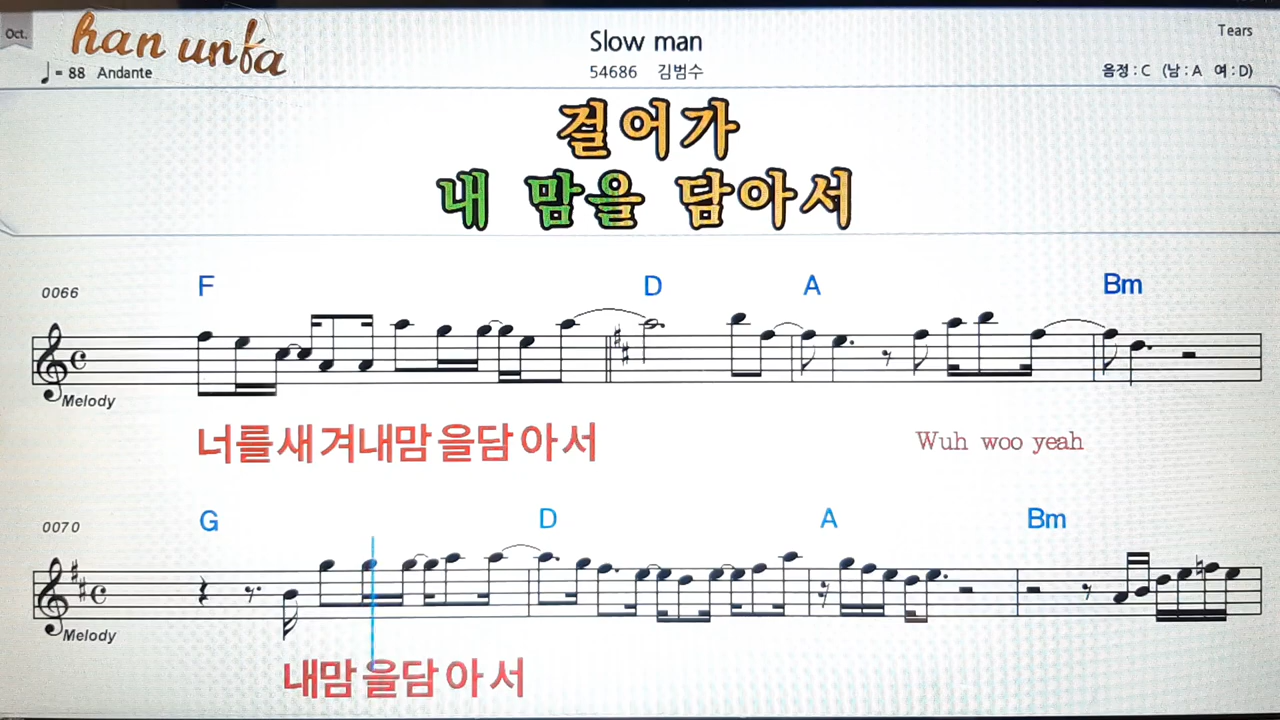 Oct.
han unfa
Slow man
Tears
♩ = 88 Andante
54686 김범수
음정 : C (남 : A 여 : D)
걸어가
내 맘을 담아서
0066
F D A Bm
Melody
너를새겨내맘을담아서 Wuh woo yeah
0070
G D A Bm
Melody
내맘을담아서